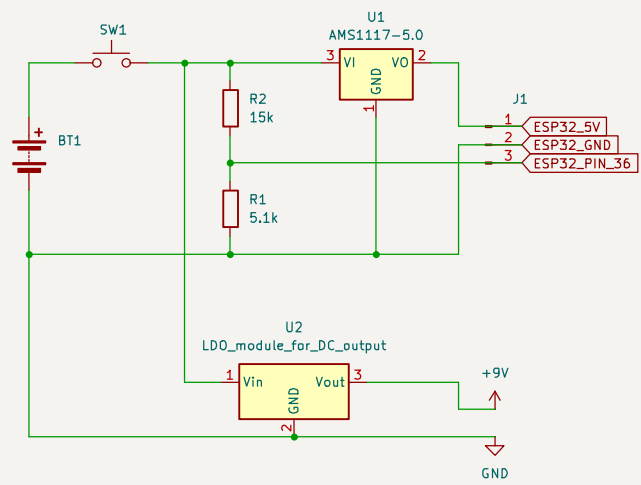 SW1
U1
AMS1117-5.0
3 VI VO 2
GND
1
R2
15k
J1
1 ESP32_5V
2 ESP32_GND
3 ESP32_PIN_36
+
BT1
R1
5.1k
U2
LDO_module_for_DC_output
1 Vin Vout 3
GND
2
+9V
GND